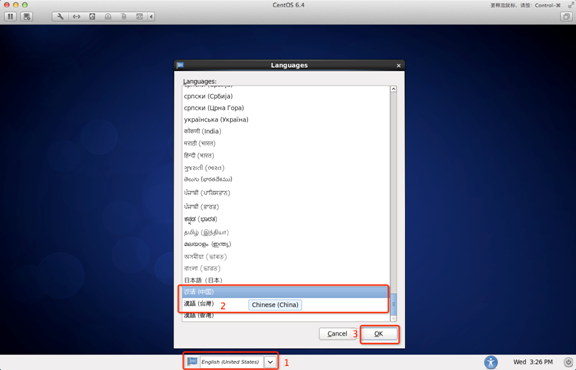 CentOS 6.4
要释放鼠标，请按：Control-⌘
Languages
Languages:
српски (Србија)
српски (Црна Гора)
українська (Україна)
कोंकणी (India)
मराठी (भारत)
हिन्दी (भारत)
ગુજરાતી (ભારત)
తెలుగు (భారతదేశం)
ਪੰਜਾਬੀ (ਪਾਕਿਸਤਾਨ)
ਪੰਜਾਬੀ (ਭਾਰਤ)
ಕನ್ನಡ (ಭಾರತ)
தமிழ் (இந்தியா)
മലയാളം (ഇന്ത്യ)
অসমীয়া (ভাৰত)
বাংলা (ভারত)
日本語 (日本)
汉语 (中国)
漢語 (台灣)
2
Chinese (China)
漢語 (香港)
Cancel
3
OK
English (United States)
1
Wed 3:26 PM